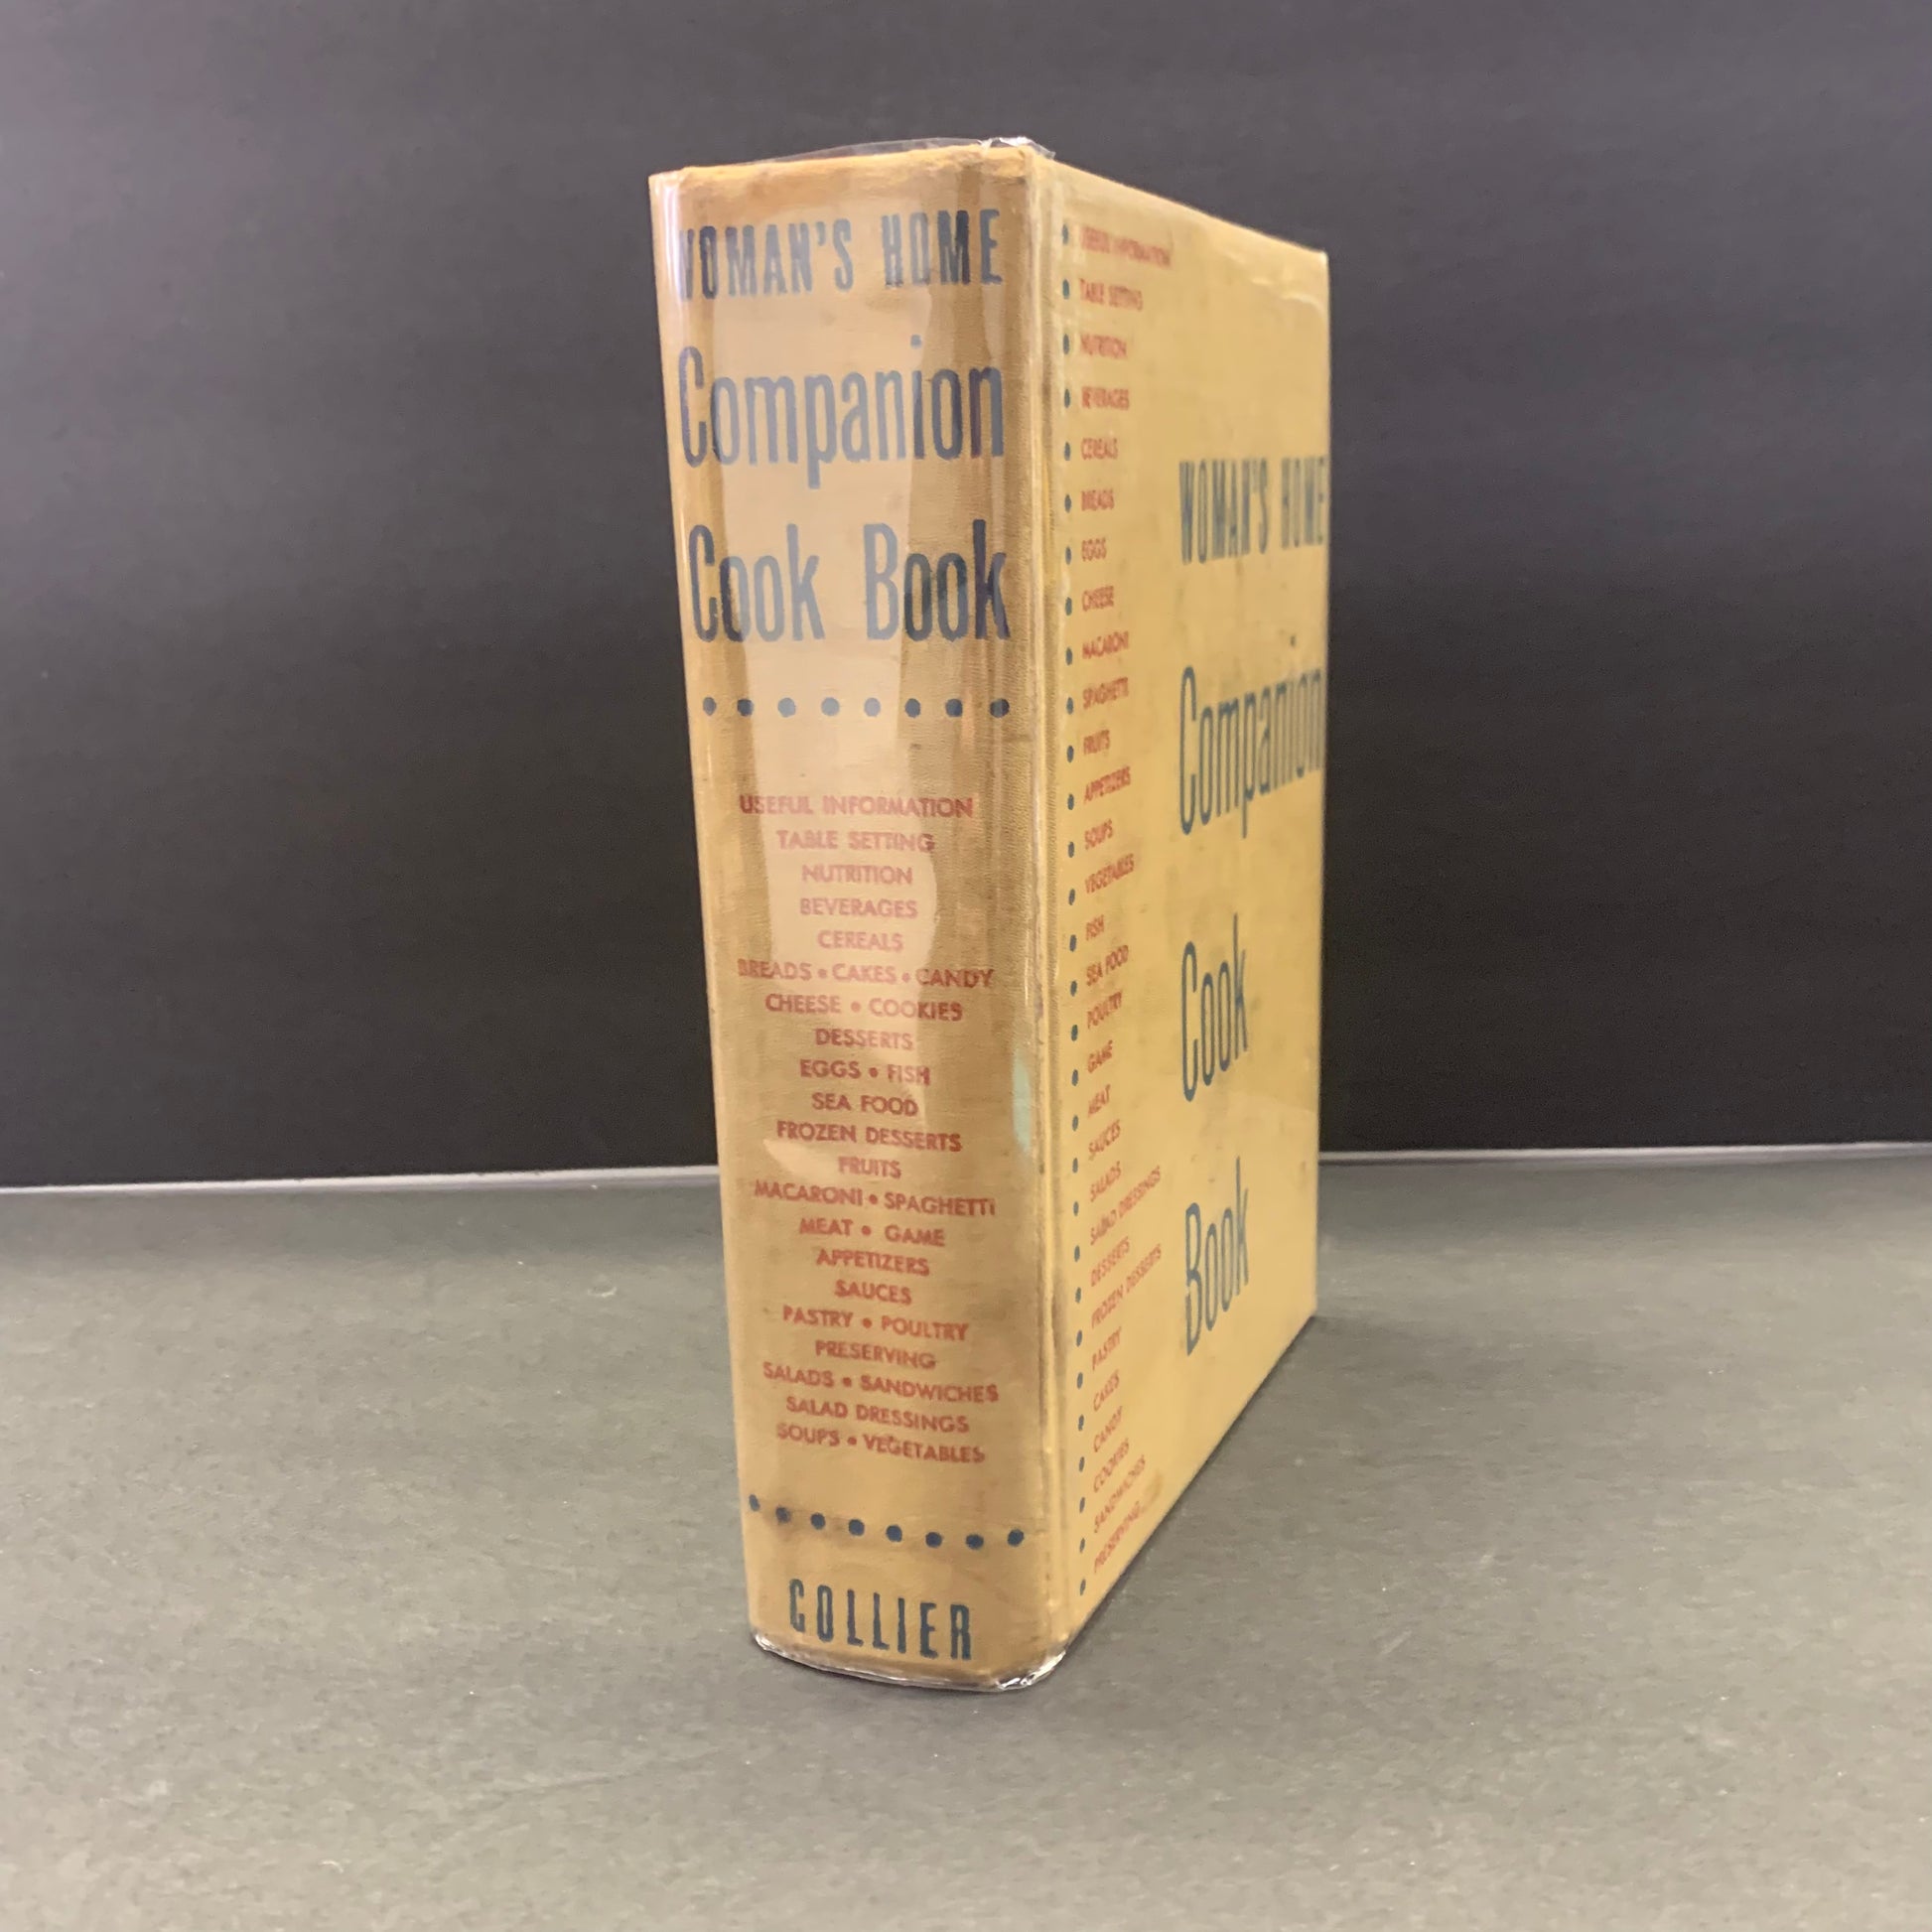 WOMAN'S HOME
Companion
Cook Book
USEFUL INFORMATION
TABLE SETTING
NUTRITION
BEVERAGES
CEREALS
BREADS • CAKES • CANDY
CHEESE • COOKIES
DESSERTS
EGGS • FISH
SEA FOOD
FROZEN DESSERTS
FRUITS
MACARONI • SPAGHETTI
MEAT • GAME
APPETIZERS
SAUCES
PASTRY • POULTRY
PRESERVING
SALADS • SANDWICHES
SALAD DRESSINGS
SOUPS • VEGETABLES
COLLIER
• USEFUL INFORMATION
• TABLE SETTING
• NUTRITION
• BEVERAGES
• CEREALS
• BREADS
• EGGS
• CHEESE
• MACARONI
• SPAGHETTI
• FRUITS
• APPETIZERS
• SOUPS
• VEGETABLES
• FISH
• SEA FOOD
• POULTRY
• GAME
• MEAT
• SAUCES
• SALADS
• SALAD DRESSINGS
• DESSERTS
• FROZEN DESSERTS
• PASTRY
• CAKES
• CANDY
• COOKIES
• SANDWICHES
• PRESERVING
WOMAN'S HOME
Companion
Cook
Book